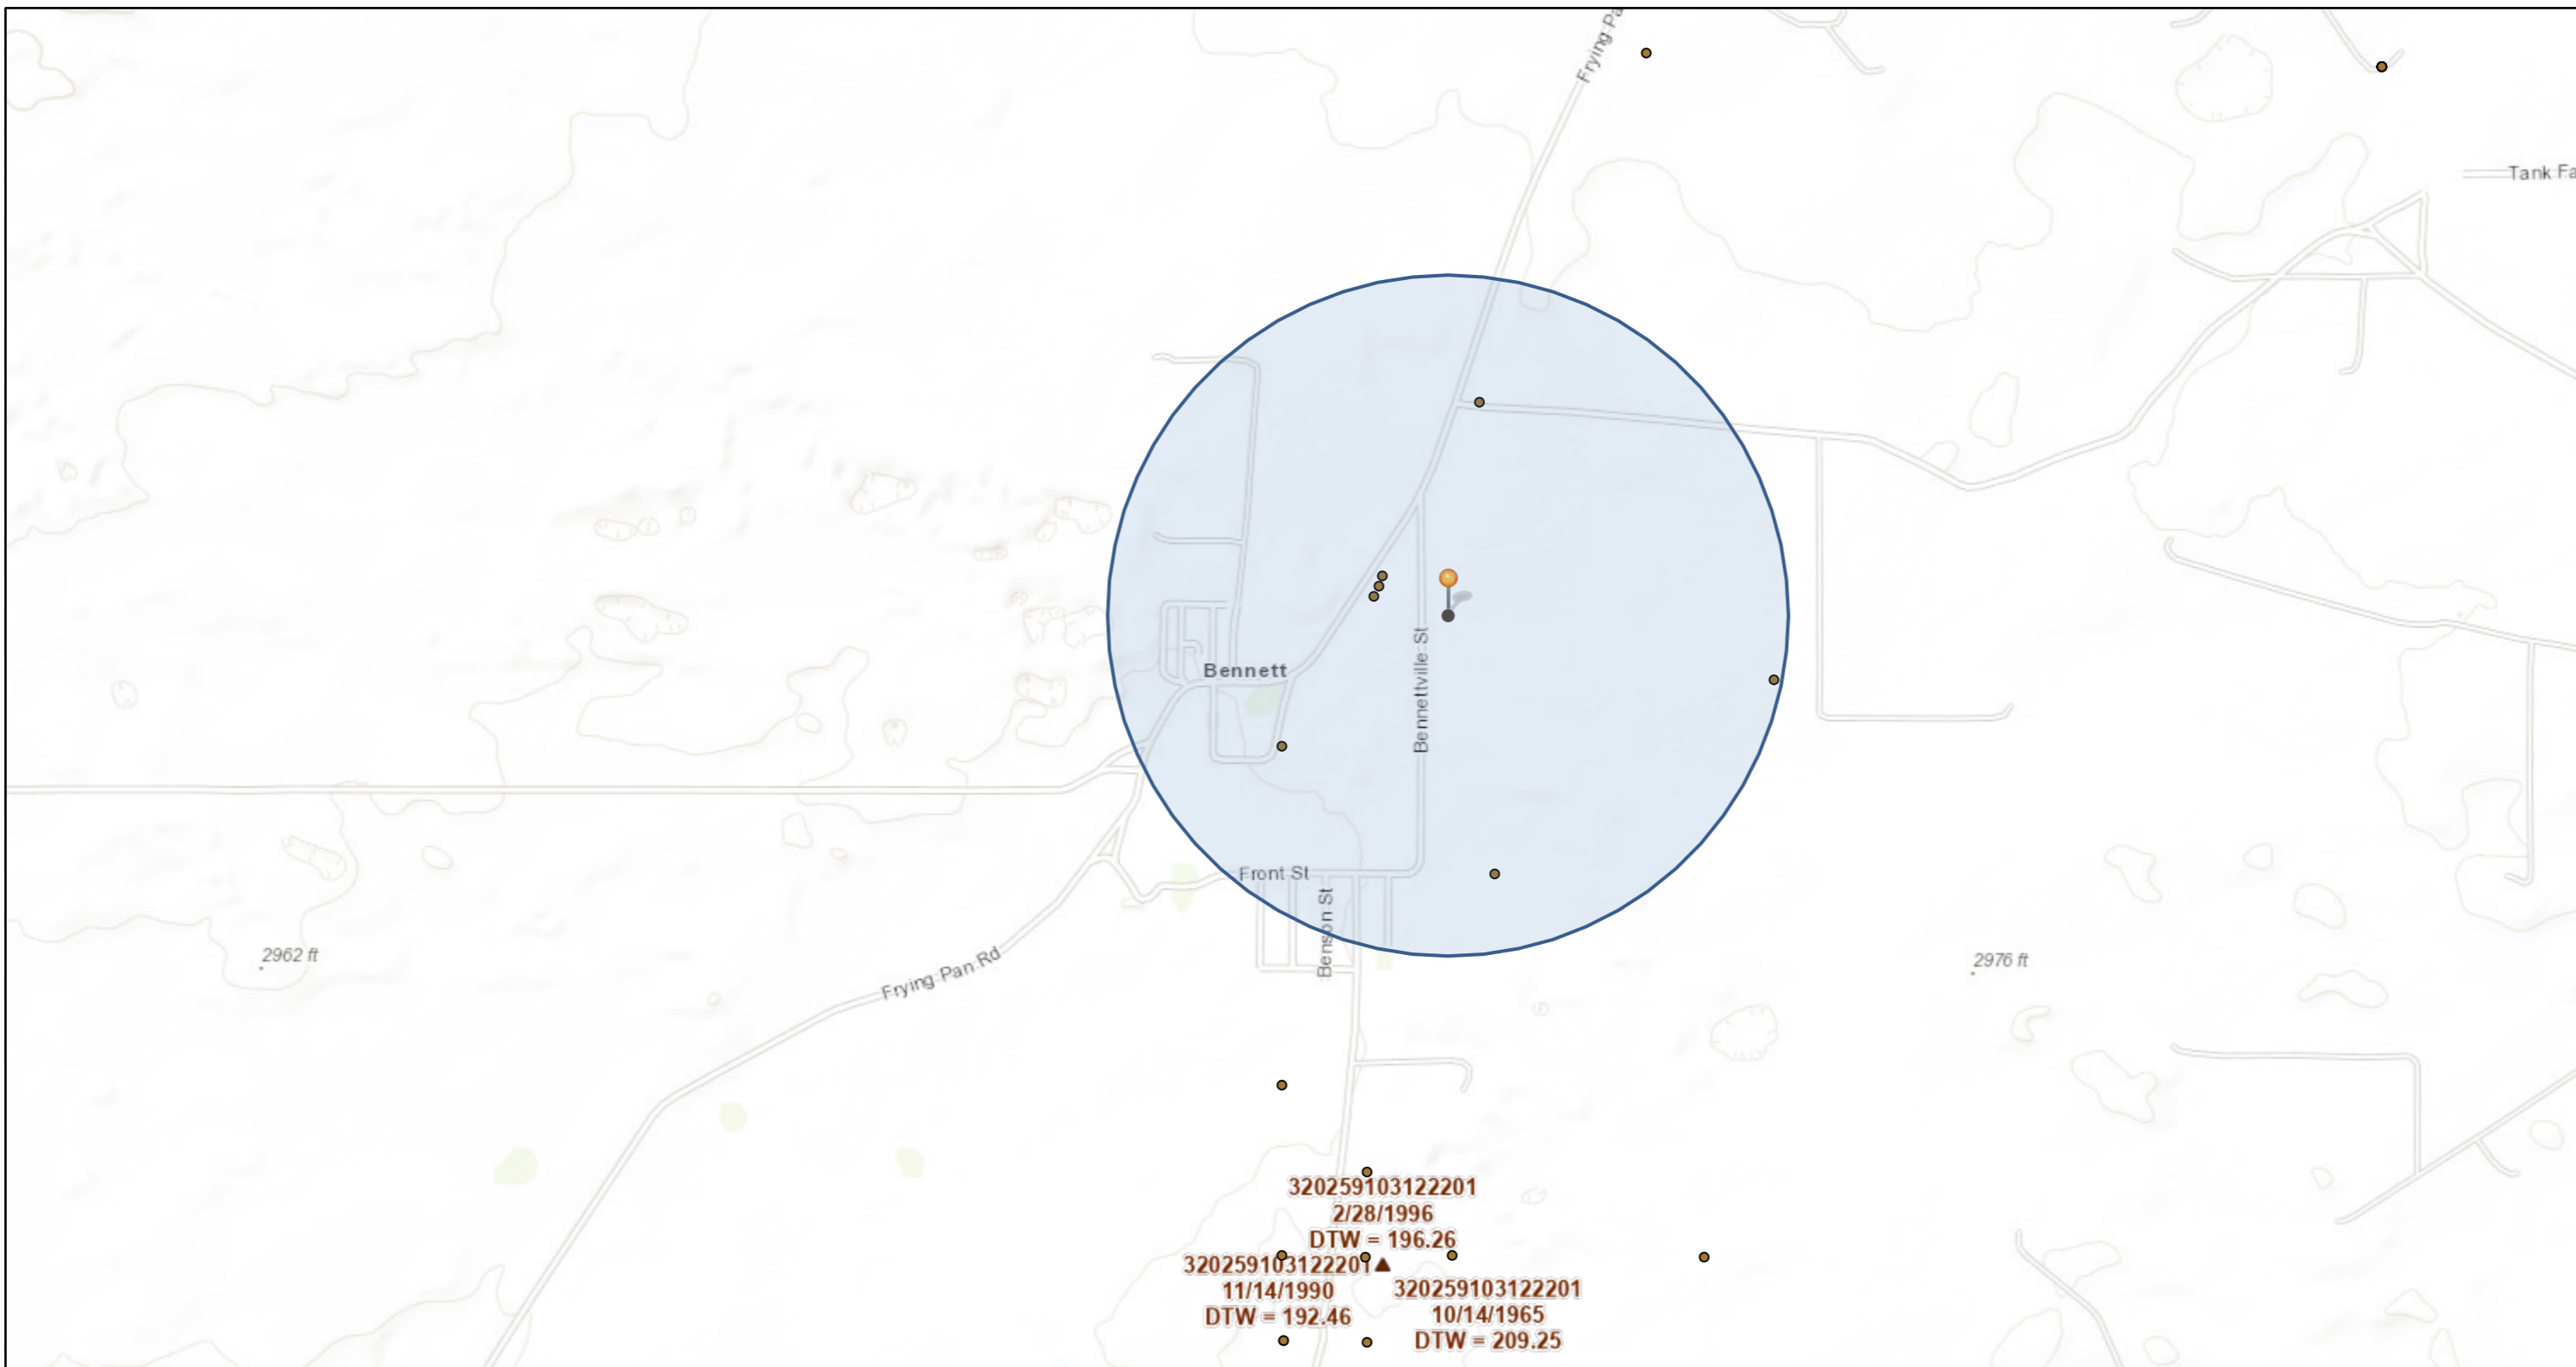 Frying Pa
Tank Fa
Bennett
Bennettville St
Front St
Benson St
2962 ft
Frying Pan Rd
2976 ft
320259103122201
2/28/1996
DTW = 196.26
320259103122201
11/14/1990
DTW = 192.46
320259103122201
10/14/1965
DTW = 209.25